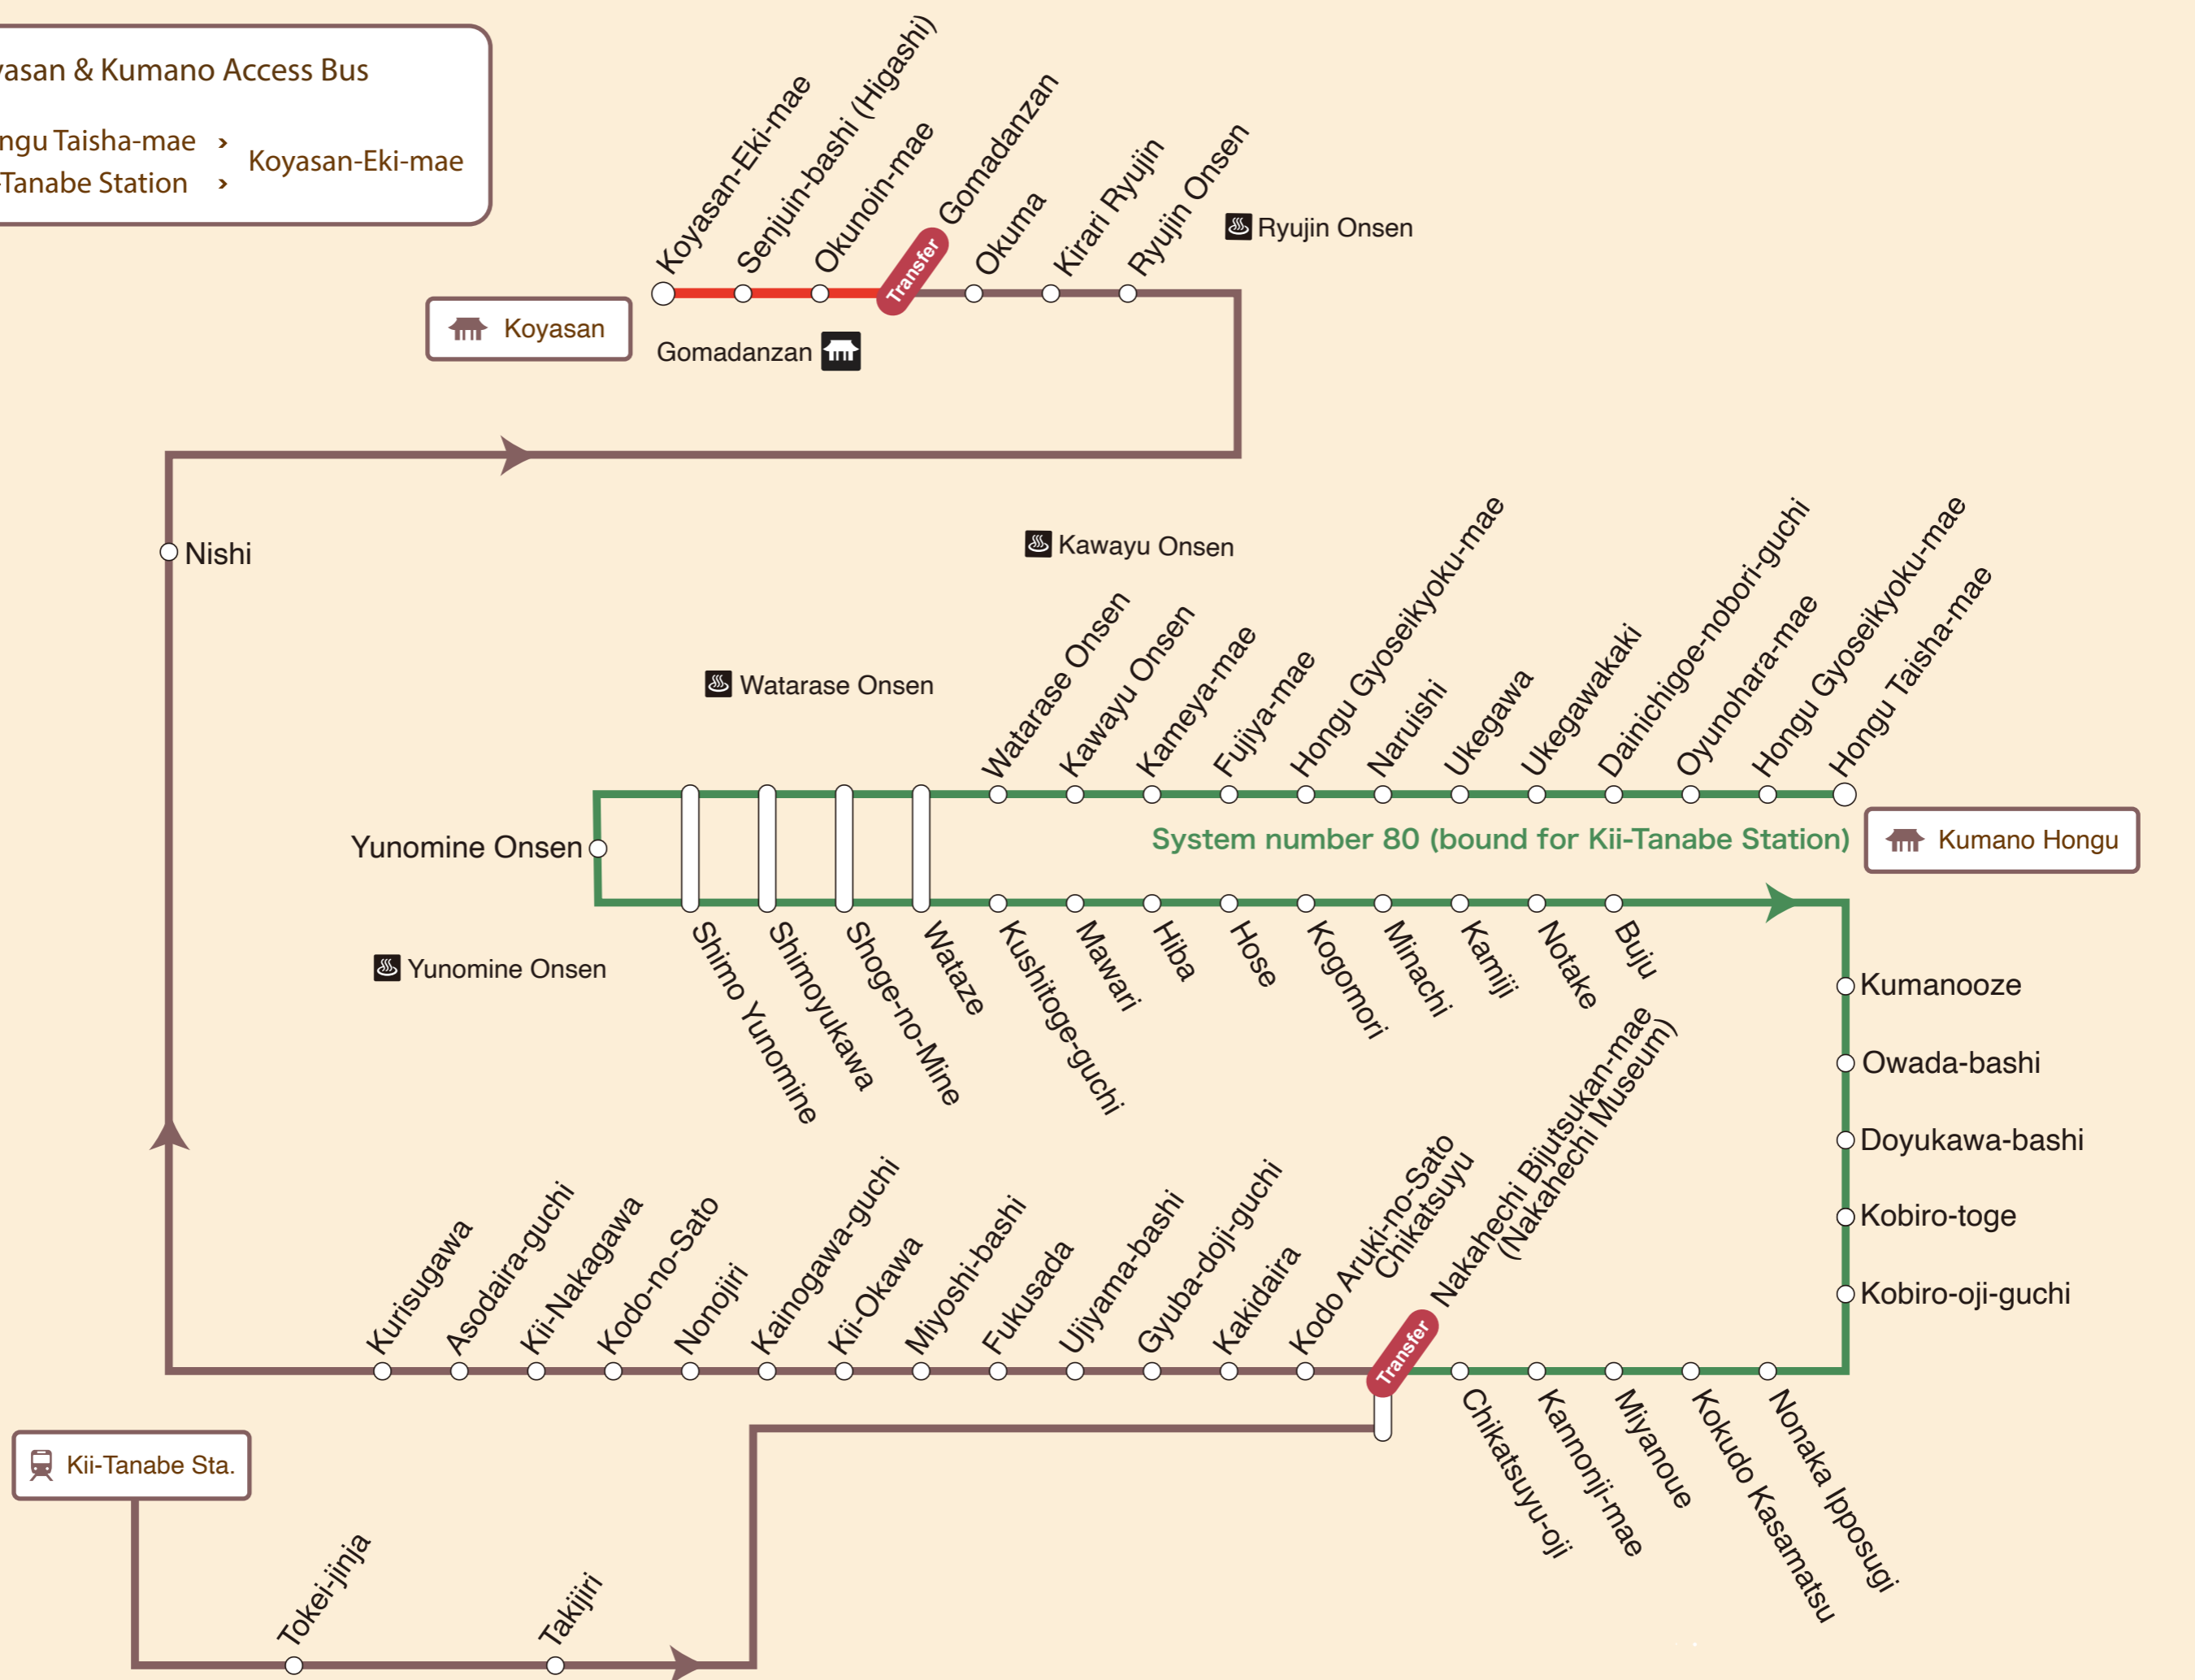 yasan & Kumano Access Bus
ngu Taisha-mae ›
-Tanabe Station ›
Koyasan-Eki-mae
Koyasan-Eki-mae
Senjuin-bashi (Higashi)
Okunoin-mae
Transfer
Gomadanzan
Okuma
Kirari Ryujin
Ryujin Onsen
Ryujin Onsen
Koyasan
Gomadanzan
Nishi
Kawayu Onsen
Watarase Onsen
Watarase Onsen
Kawayu Onsen
Kameya-mae
Fujiya-mae
Hongu Gyoseikyoku-mae
Naruishi
Ukegawa
Ukegawakaki
Dainichigoe-nobori-guchi
Oyunohara-mae
Hongu Gyoseikyoku-mae
Hongu Taisha-mae
System number 80 (bound for Kii-Tanabe Station)
Kumano Hongu
Yunomine Onsen
Yunomine Onsen
Shimo Yunomine
Shimoyukawa
Shoge-no-Mine
Wataze
Kushitoge-guchi
Mawari
Hiba
Hose
Kogomori
Minachi
Kamiji
Notake
Buju
Kumanooze
Owada-bashi
Doyukawa-bashi
Kobiro-toge
Kobiro-oji-guchi
Kurisugawa
Asodaira-guchi
Kii-Nakagawa
Kodo-no-Sato
Nonojiri
Kainogawa-guchi
Kii-Okawa
Miyoshi-bashi
Fukusada
Ujiyama-bashi
Gyuba-doji-guchi
Kakidaira
Kodo Aruki-no-Sato
Chikatsuyu
Transfer
Nakahechi Bijutsukan-mae
(Nakahechi Museum)
Chikatsuyu-oji
Kannonji-mae
Miyanoue
Kokudo Kasamatsu
Nonaka Ipposugi
Kii-Tanabe Sta.
Tokei-jinja
Takijiri